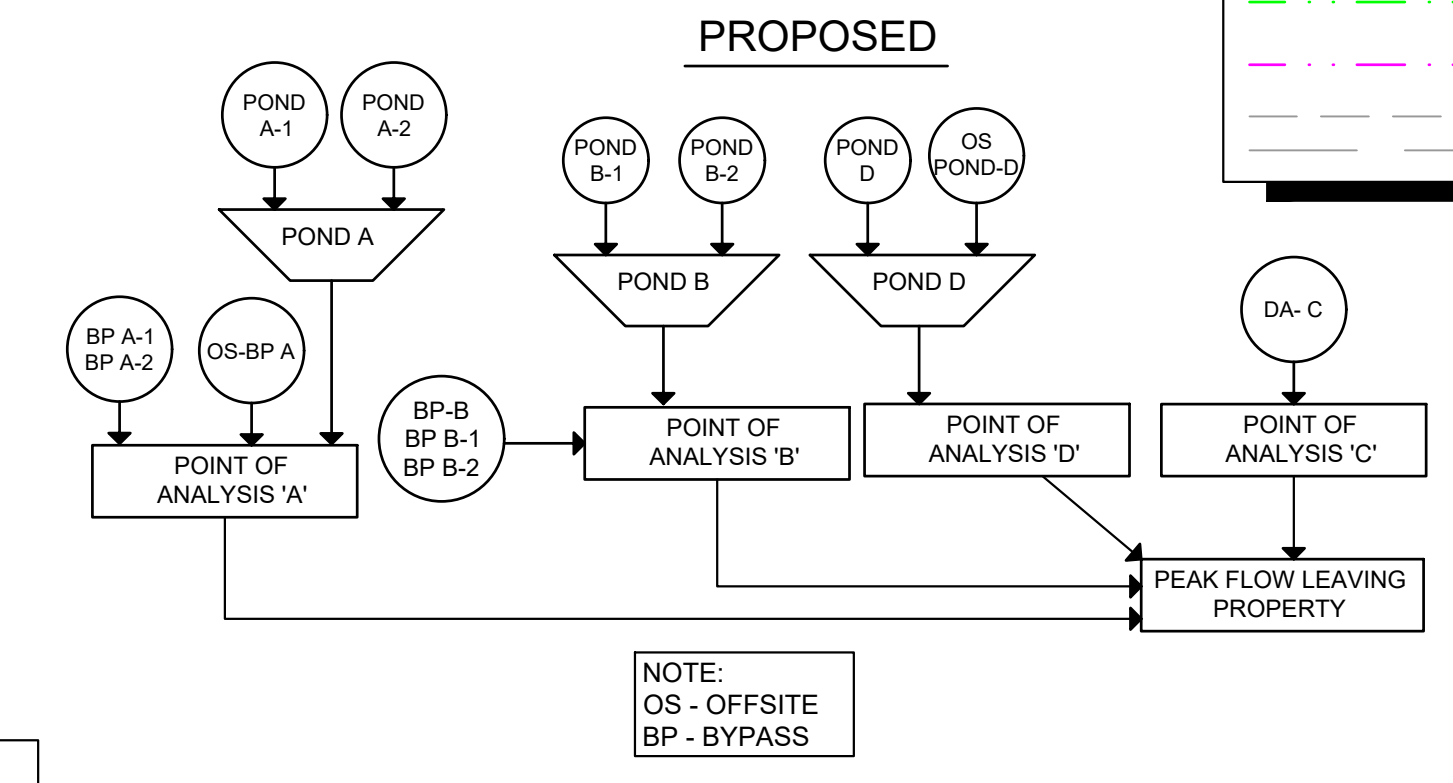 PROPOSED
POND
A-1
POND
A-2
POND A
POND
B-1
POND
B-2
POND B
POND
D
OS
POND-D
POND D
DA- C
BP A-1
BP A-2
OS-BP A
BP-B
BP B-1
BP B-2
POINT OF
ANALYSIS 'A'
POINT OF
ANALYSIS 'B'
POINT OF
ANALYSIS 'D'
POINT OF
ANALYSIS 'C'
PEAK FLOW LEAVING
PROPERTY
NOTE:
OS - OFFSITE
BP - BYPASS